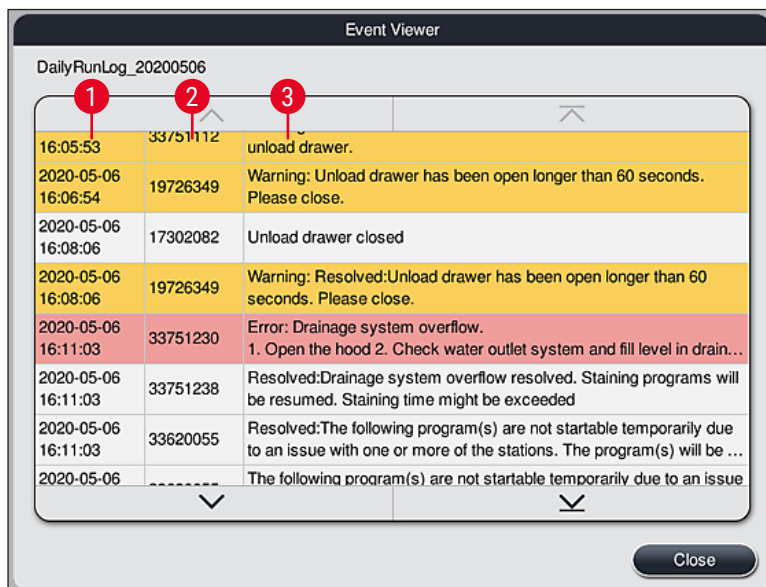 Event Viewer
DailyRunLog_20200506
1 2 3
16:05:53 33751112 unload drawer.
2020-05-06 19726349 Warning: Unload drawer has been open longer than 60 seconds.
16:06:54 Please close.
2020-05-06 17302082 Unload drawer closed
16:08:06
2020-05-06 19726349 Warning: Resolved:Unload drawer has been open longer than 60
16:08:06 seconds. Please close.
2020-05-06 33751230 Error: Drainage system overflow.
16:11:03 1. Open the hood 2. Check water outlet system and fill level in drain...
2020-05-06 33751238 Resolved:Drainage system overflow resolved. Staining programs will
16:11:03 be resumed. Staining time might be exceeded
2020-05-06 33620055 Resolved:The following program(s) are not startable temporarily due
16:11:03 to an issue with one or more of the stations. The program(s) will be ...
2020-05-06 The following program(s) are not startable temporarily due to an issue
Close